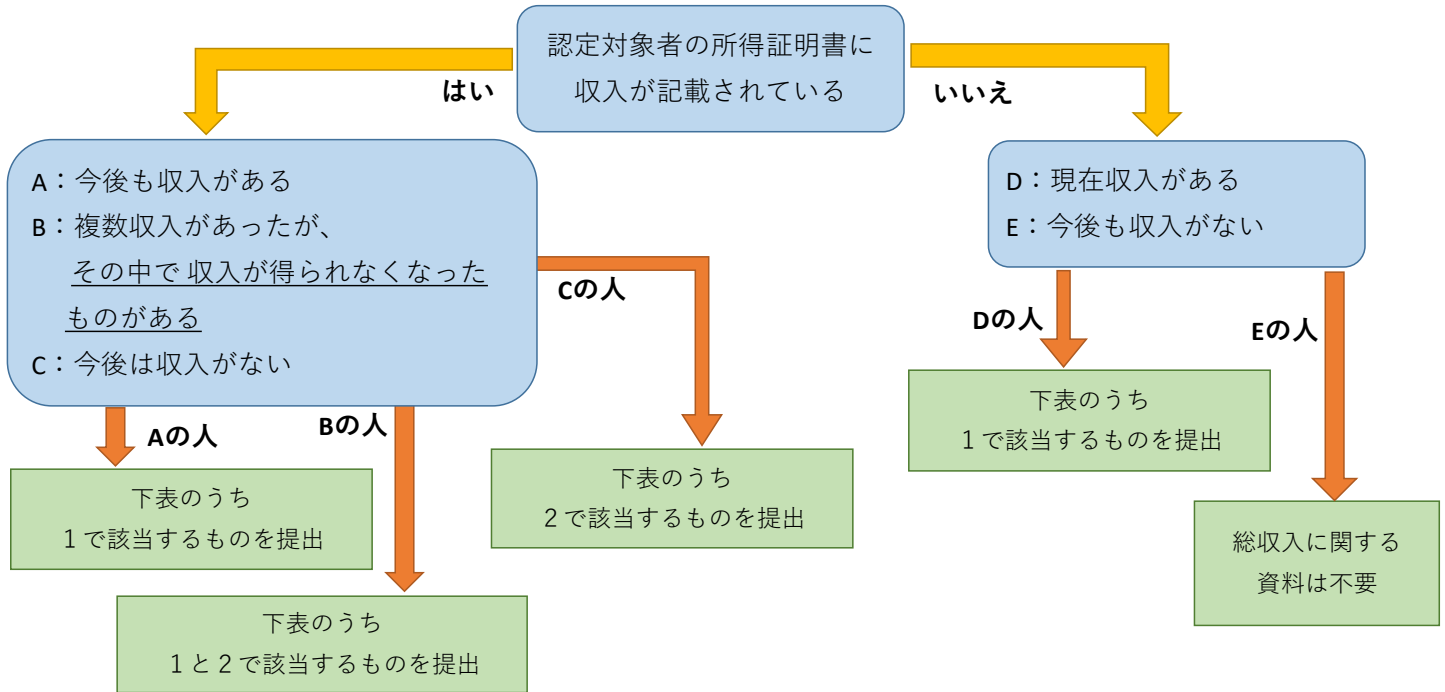 認定対象者の所得証明書に
収入が記載されている
はい
いいえ
A：今後も収入がある
B：複数収入があったが、
その中で 収入が得られなくなった
ものがある
C：今後は収入がない
D：現在収入がある
E：今後も収入がない
Cの人
Dの人
Eの人
Aの人
Bの人
下表のうち
１で該当するものを提出
下表のうち
２で該当するものを提出
下表のうち
１で該当するものを提出
総収入に関する
資料は不要
下表のうち
１と２で該当するものを提出